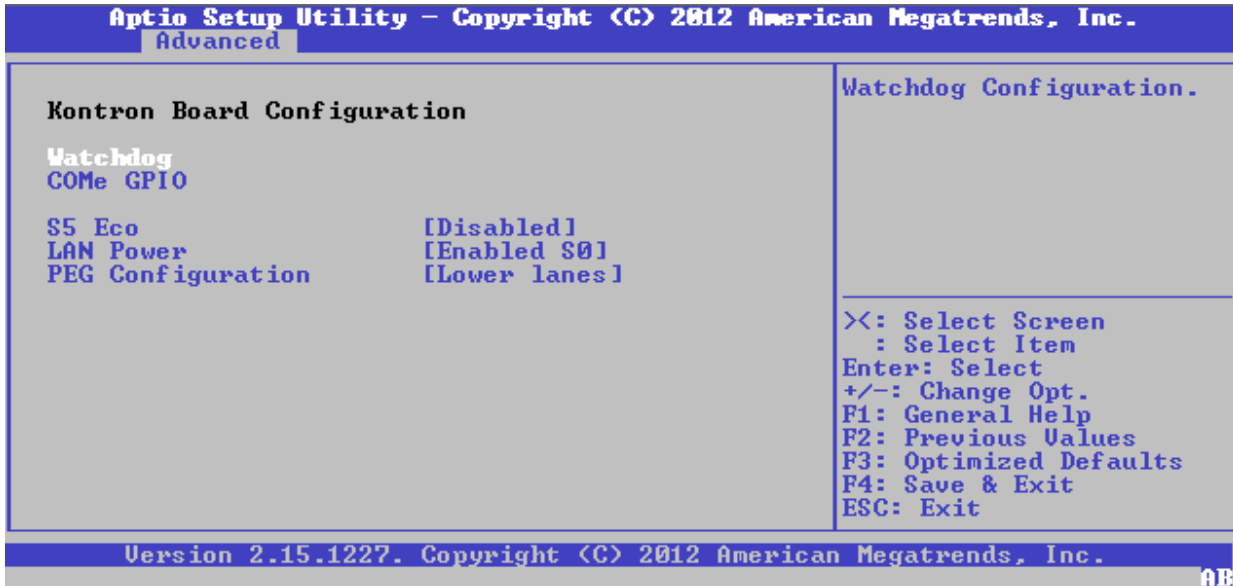 Aptio Setup Utility – Copyright (C) 2012 American Megatrends, Inc.
Advanced
Kontron Board Configuration
Watchdog
COMe GPIO
S5 Eco [Disabled]
LAN Power [Enabled S0]
PEG Configuration [Lower lanes]
Watchdog Configuration.
><: Select Screen
: Select Item
Enter: Select
+/-: Change Opt.
F1: General Help
F2: Previous Values
F3: Optimized Defaults
F4: Save & Exit
ESC: Exit
Version 2.15.1227. Copyright (C) 2012 American Megatrends, Inc.
AB